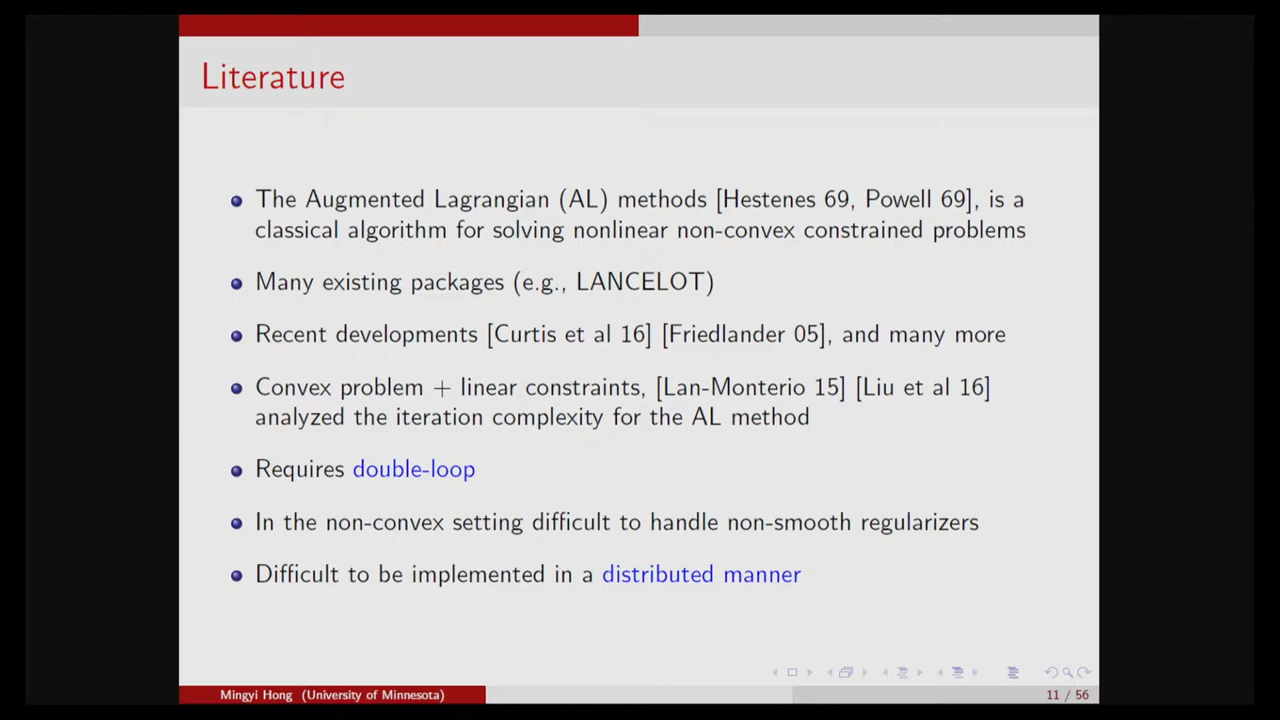 Literature
The Augmented Lagrangian (AL) methods [Hestenes 69, Powell 69], is a
classical algorithm for solving nonlinear non-convex constrained problems
Many existing packages (e.g., LANCELOT)
Recent developments [Curtis et al 16] [Friedlander 05], and many more
Convex problem + linear constraints, [Lan-Monterio 15] [Liu et al 16]
analyzed the iteration complexity for the AL method
Requires double-loop
In the non-convex setting difficult to handle non-smooth regularizers
Difficult to be implemented in a distributed manner
Mingyi Hong (University of Minnesota)
11 / 56